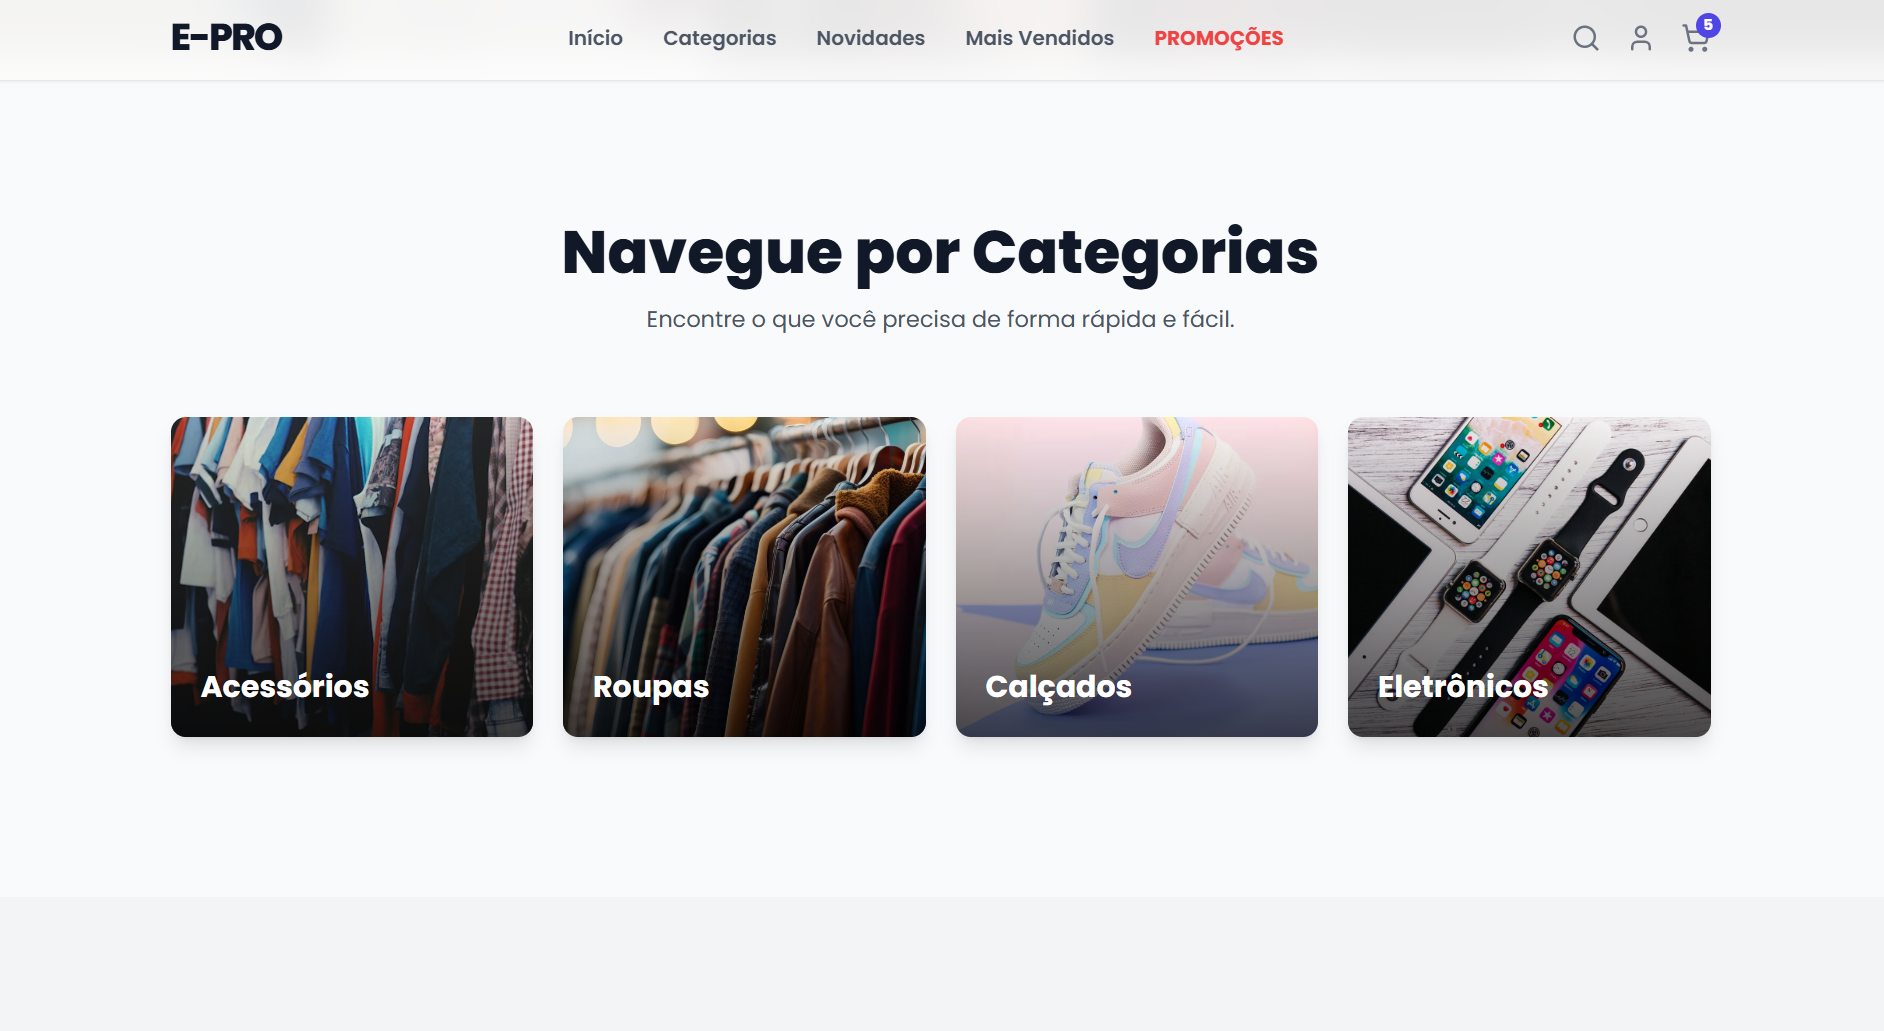 E-PRO
Início
Categorias
Novidades
Mais Vendidos
PROMOÇÕES
5
Navegue por Categorias
Encontre o que você precisa de forma rápida e fácil.
Acessórios
Roupas
Calçados
Eletrônicos